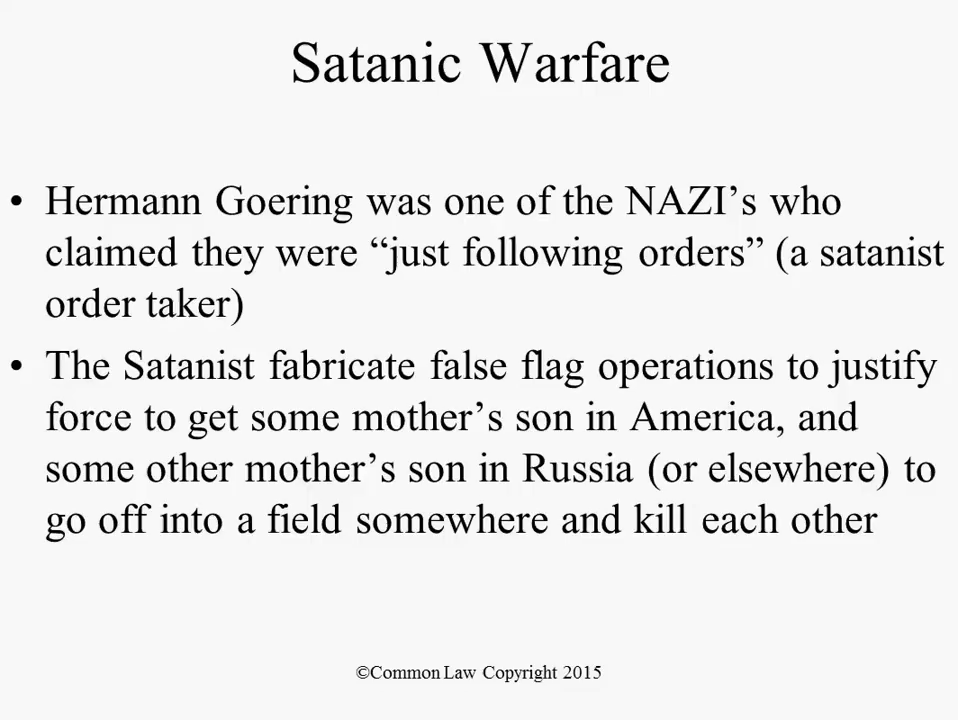 Satanic Warfare
• Hermann Goering was one of the NAZI’s who
claimed they were “just following orders” (a satanist
order taker)
• The Satanist fabricate false flag operations to justify
force to get some mother’s son in America, and
some other mother’s son in Russia (or elsewhere) to
go off into a field somewhere and kill each other
©Common Law Copyright 2015